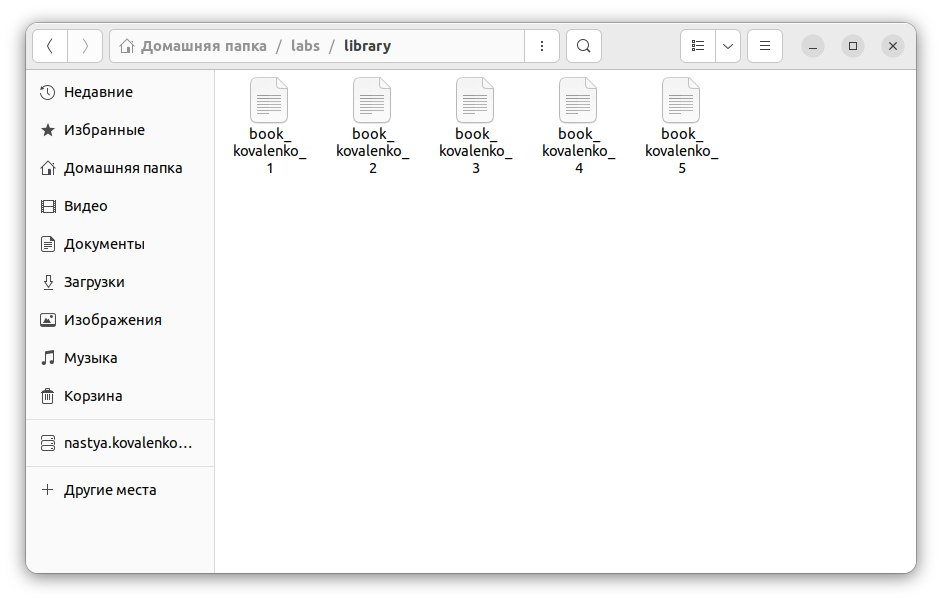 Домашняя папка / labs / library
Недавние
Избранные
Домашняя папка
Видео
Документы
Загрузки
Изображения
Музыка
Корзина
nastya.kovalenko…
Другие места
book_
kovalenko_
1
book_
kovalenko_
2
book_
kovalenko_
3
book_
kovalenko_
4
book_
kovalenko_
5